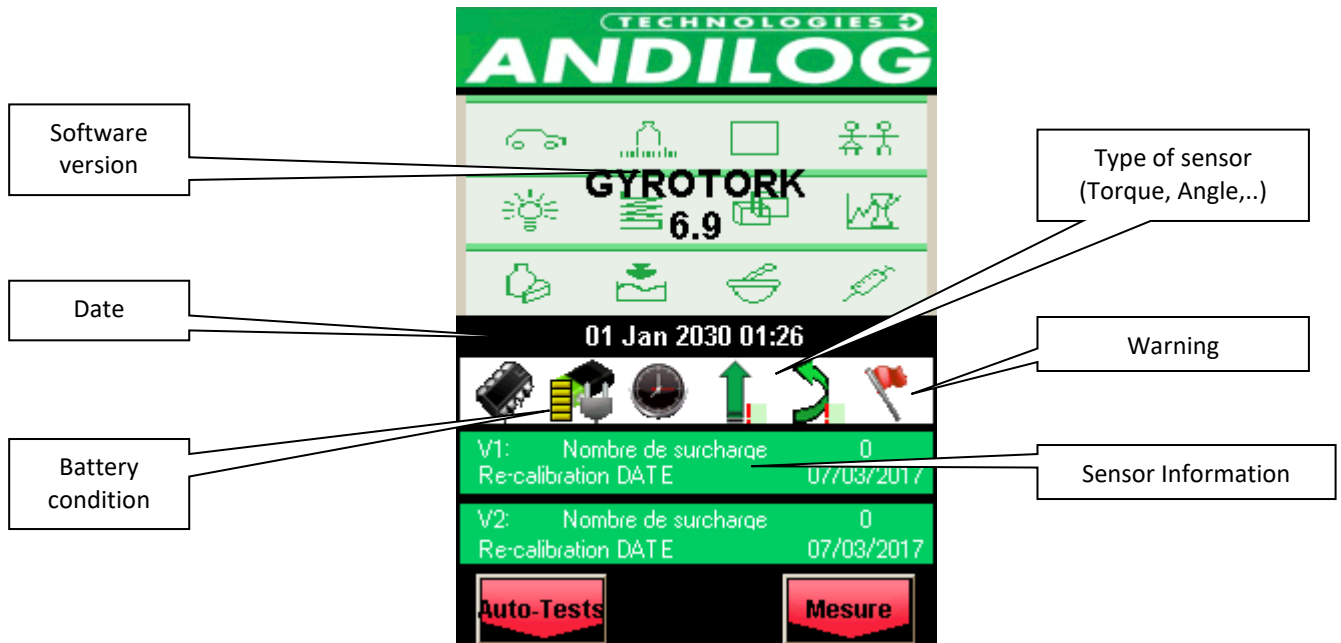 TECHNOLOGIES
ANDILOG
Software
version
GYROTORK
6.9
Type of sensor
(Torque, Angle,..)
Date
01 Jan 2030 01:26
Warning
Battery
condition
V1: Nombre de surcharge 0
Re-calibration DATE 07/03/2017
Sensor Information
V2: Nombre de surcharge 0
Re-calibration DATE 07/03/2017
Auto-Tests
Mesure